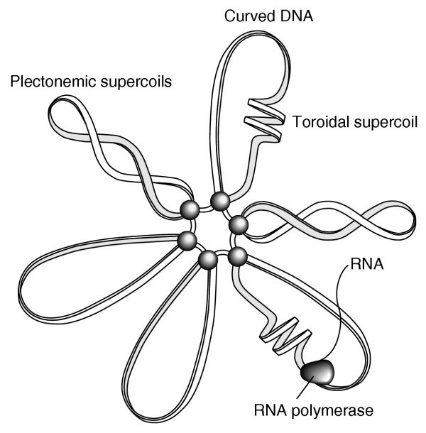 Curved DNA
Plectonemic supercoils
Toroidal supercoil
RNA
RNA polymerase